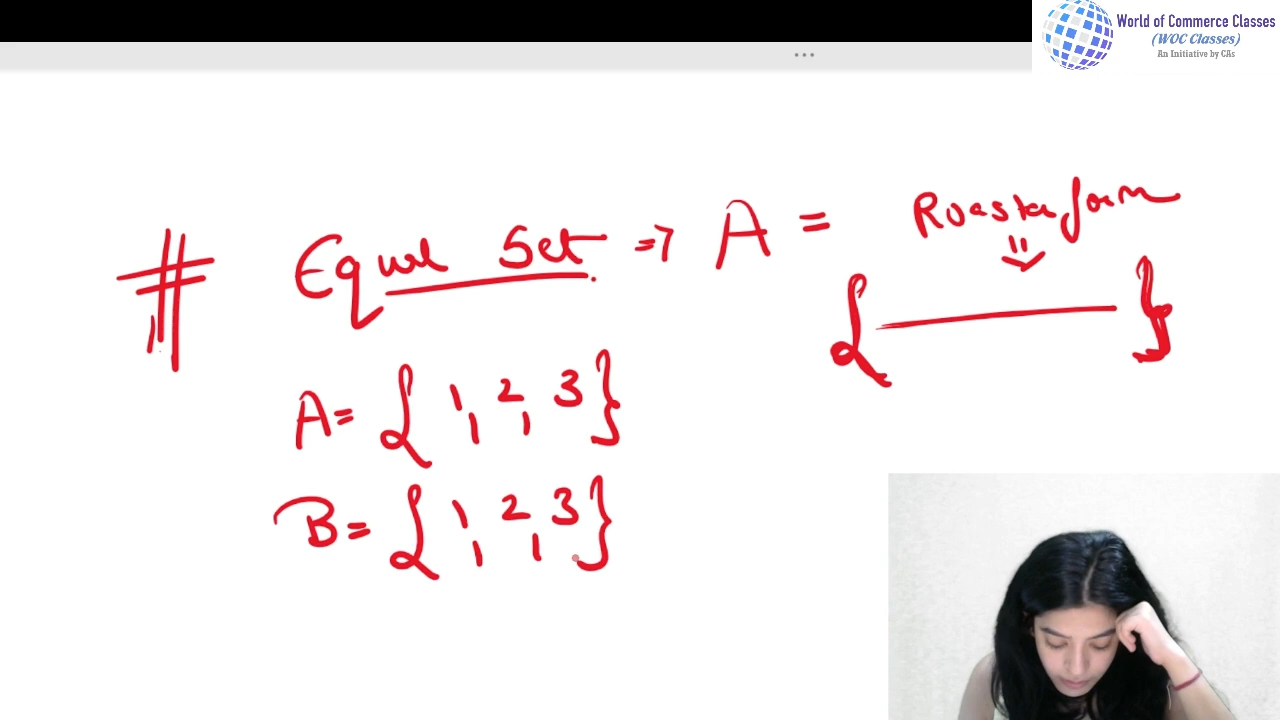 World of Commerce Classes
(WOC Classes)
An Initiative by CAs
# Equal Set => A = Roaster form
{ }
A = { 1, 2, 3 }
B = { 1, 2, 3 }